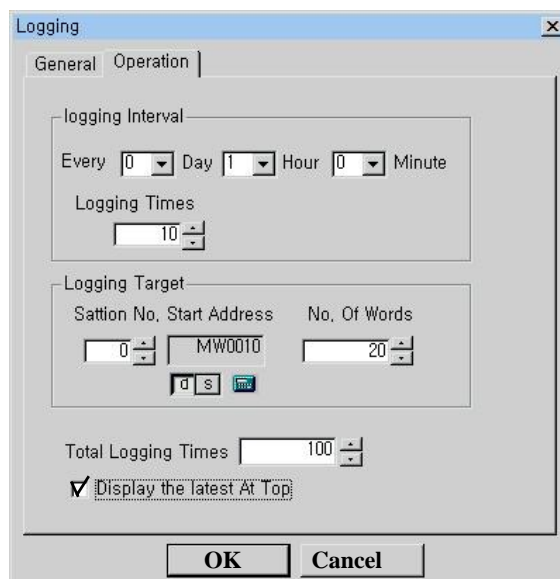 Logging
General Operation
logging Interval
Every 0 Day 1 Hour 0 Minute
Logging Times
10
Logging Target
Sattion No, Start Address No, Of Words
0 MW0010 20
d s
Total Logging Times 100
Display the latest At Top
OK Cancel